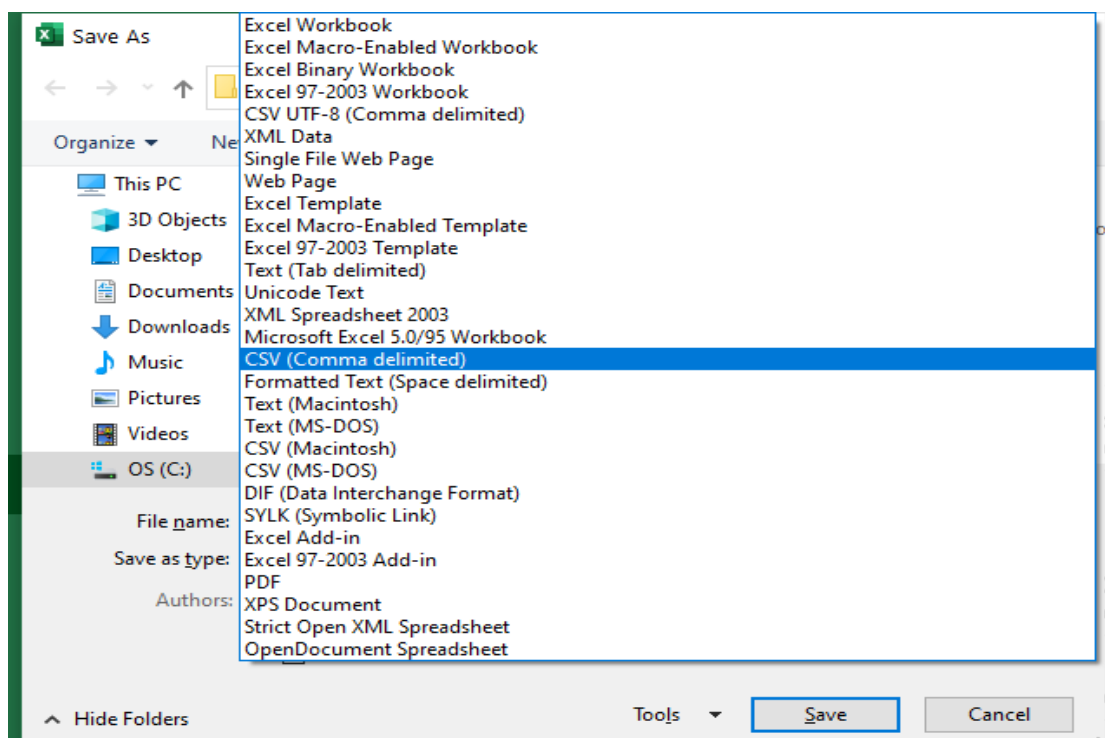 Save As
Organize
Ne
This PC
3D Objects
Desktop
Documents
Downloads
Music
Pictures
Videos
OS (C:)
File name:
Save as type:
Authors:
Excel Workbook
Excel Macro-Enabled Workbook
Excel Binary Workbook
Excel 97-2003 Workbook
CSV UTF-8 (Comma delimited)
XML Data
Single File Web Page
Web Page
Excel Template
Excel Macro-Enabled Template
Excel 97-2003 Template
Text (Tab delimited)
Unicode Text
XML Spreadsheet 2003
Microsoft Excel 5.0/95 Workbook
CSV (Comma delimited)
Formatted Text (Space delimited)
Text (Macintosh)
Text (MS-DOS)
CSV (Macintosh)
CSV (MS-DOS)
DIF (Data Interchange Format)
SYLK (Symbolic Link)
Excel Add-in
Excel 97-2003 Add-in
PDF
XPS Document
Strict Open XML Spreadsheet
OpenDocument Spreadsheet
Hide Folders
Tools
Save
Cancel